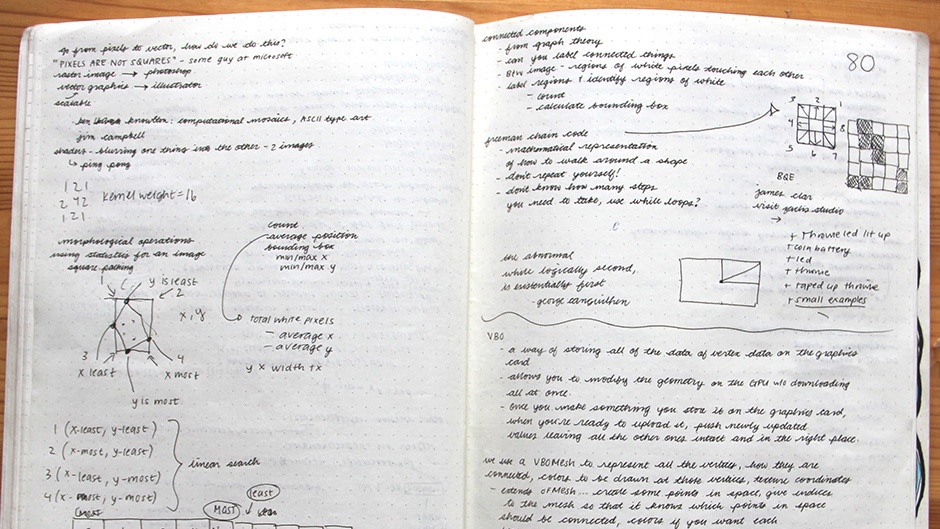 go from pixels to vector, how do we do this?
"PIXELS ARE NOT SQUARES" - some guy at microsoft
raster image → photoshop
vector graphics → illustrator
scalable
knowlton: computational mosaics, ASCII type art
jim campbell
shaders - blurring one thing into the other - 2 images
↳ ping pong
1 2 1
2 4 2 kernel weight = 16
1 2 1
morphological operations
using statistics for an image
square packing
1
y is least
2
x, y
3
x least
4
x most
y is most
count
average position
bounding box
min/max x
min/max y
total white pixels
- average x
- average y
y x width + x
1 (x-least, y-least)
2 (x-most, y-least)
3 (x-least, y-most)
4 (x-most, y-most)
linear search
least
most
connected components
- from graph theory
- can you label connected things
- B&W image - regions of white pixels touching each other
- label regions + identify regions of white
- count
- calculate bounding box
80
freeman chain code
- mathematical representation
of how to walk around a shape
- don't repeat yourself!
- don't know how many steps
you need to take, use while loops?
3 2 1
4 8
5 6 7
BQE
james clar
visit zachs studio
→
+ throwie led lit up
+ coin battery
+ led
+ throwie
+ taped up throwie
+ small examples
the abnormal
while logically second,
is existentially first
- george canguilhem
VBO
- a way of storing all of the data of vertex data on the graphics
card
- allows you to modify the geometry on the GPU w/o downloading
all at once.
- once you make something you store it on the graphics card,
when you're ready to upload it, push newly updated
values leaving all the other ones intact and in the right place.
we use a VBOMesh to represent all the vertices, how they are
connected, colors to be drawn at those vertices, texture coordinates
- extends ofMesh... create some points in space, give indices
to the mesh so that it knows which points in space
should be connected, colors if you want each